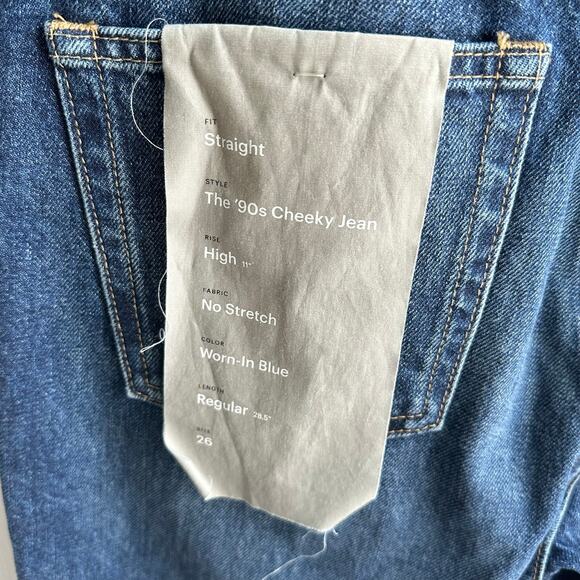 FIT
Straight
STYLE
The '90s Cheeky Jean
RISE
High 11"
FABRIC
No Stretch
COLOR
Worn-In Blue
LENGTH
Regular 28.5"
SIZE
26